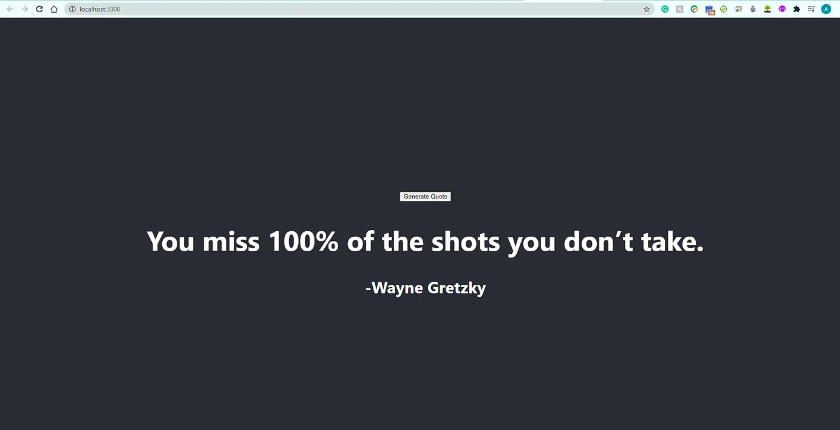 localhost:3000
Generate Quote
You miss 100% of the shots you don’t take.
-Wayne Gretzky